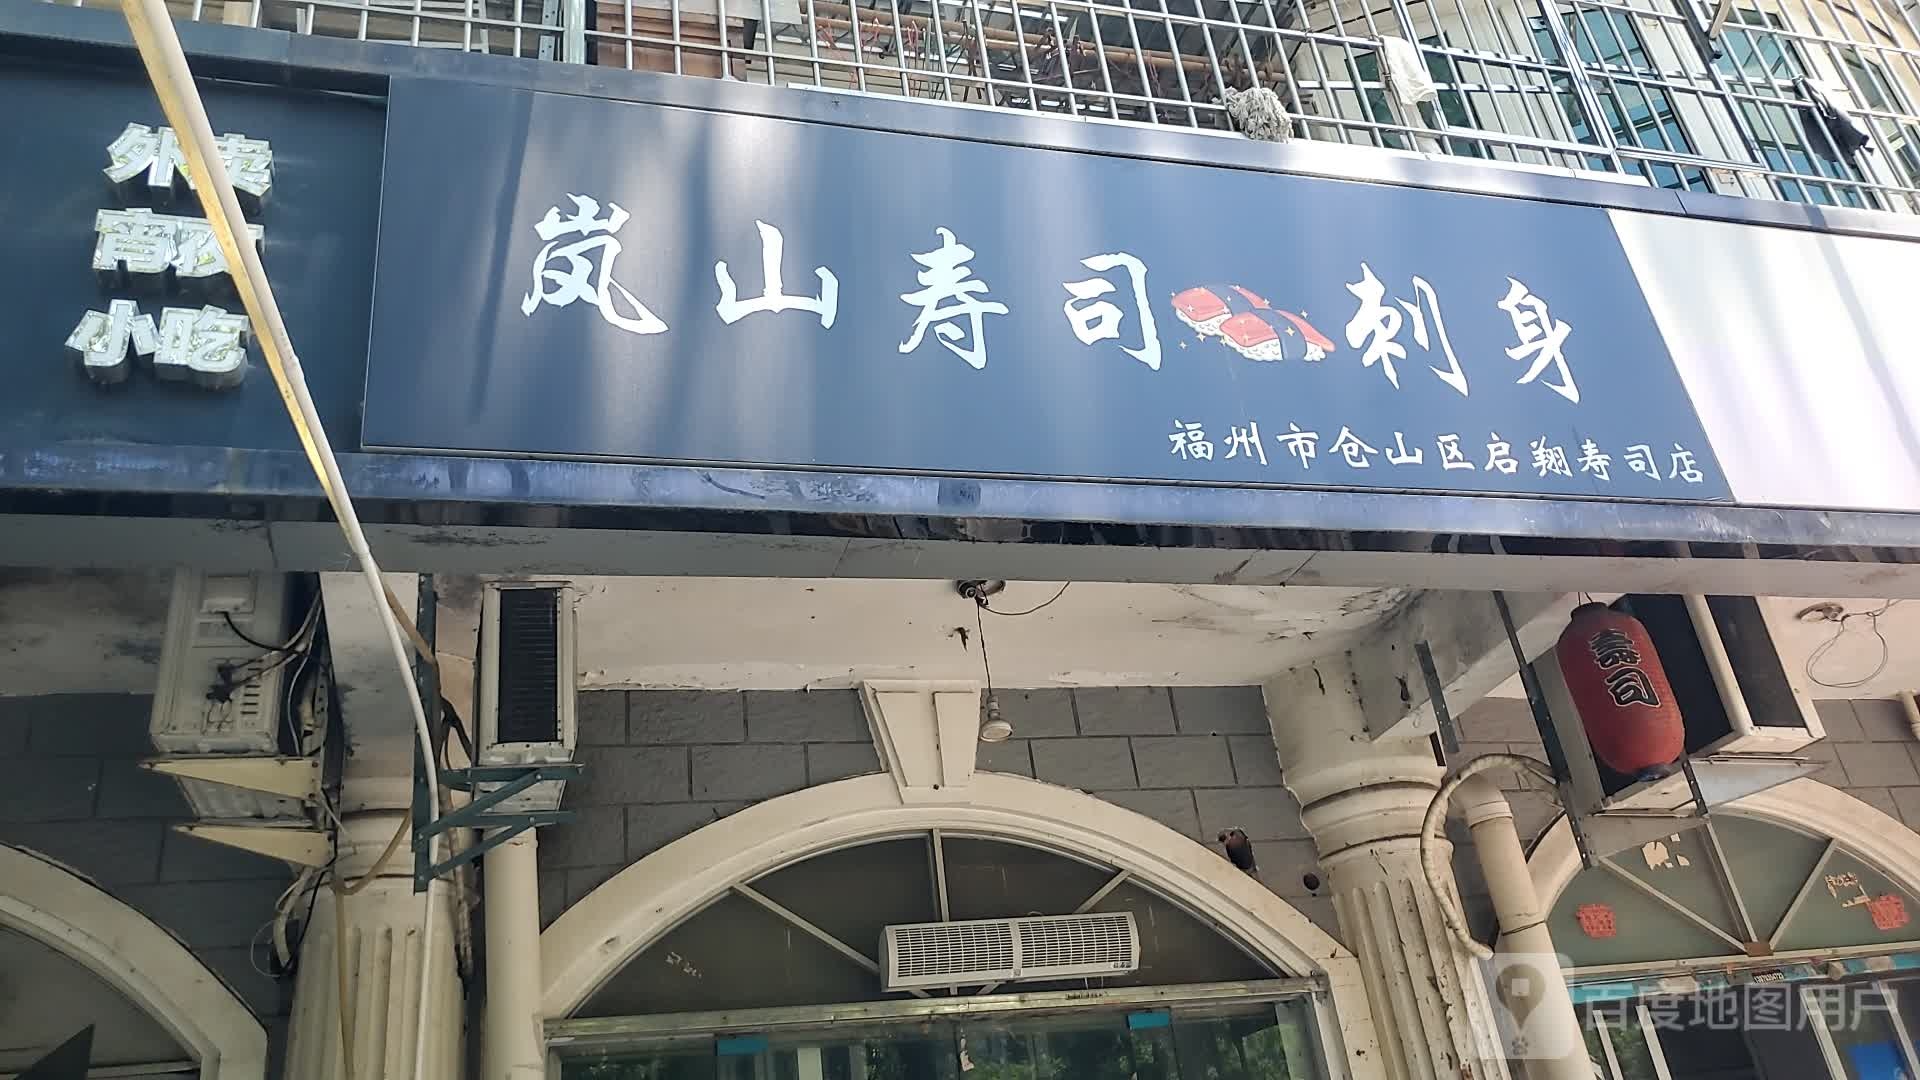 外卖
宵夜
小吃
岚山寿司 刺身
福州市仓山区启翔寿司店
寿司
百度地图用户